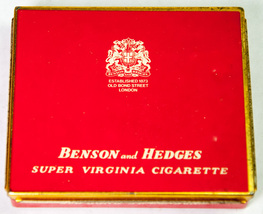 ESTABLISHED 1873
OLD BOND STREET
LONDON
BENSON and HEDGES
SUPER VIRGINIA CIGARETTE